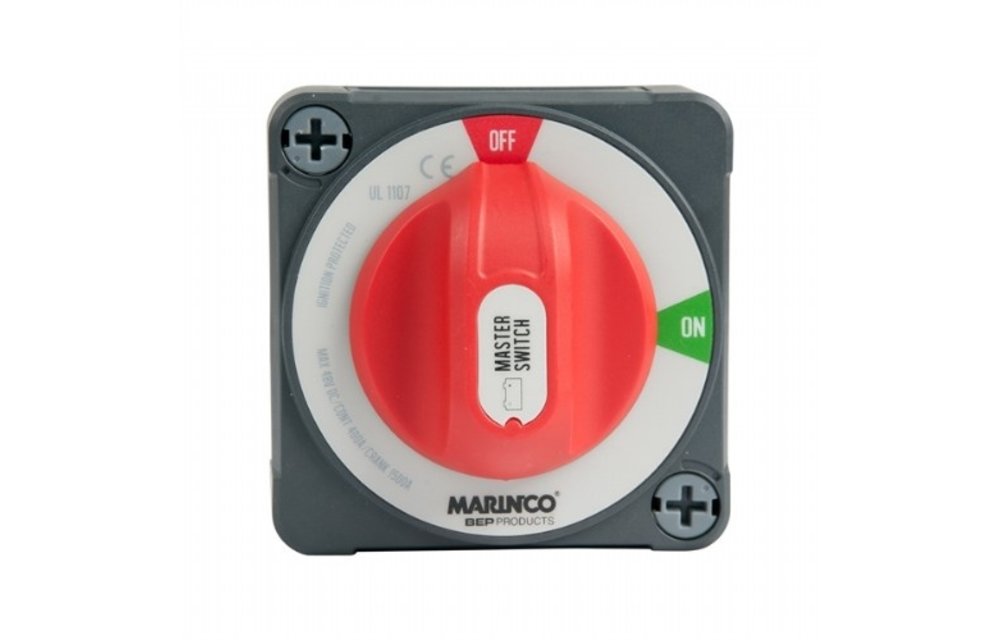 OFF
CE
UL 1107
IGNITION PROTECTED
MAX 48V DC/CONT 400A/CRANK 1500A
ON
MASTER
SWITCH
MARINCO®
BEP PRODUCTS